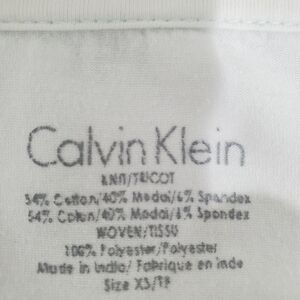 Calvin Klein
KNIT/TRICOT
54% Cotton/40% Modal/6% Spandex
54% Coton/40% Modal/6% Spandex
WOVEN/TISSU
100% Polyester/Polyester
Made in India/ Fabrique en inde
Size XS/TP